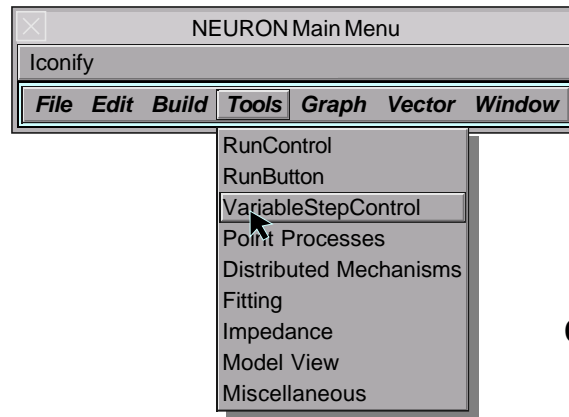 NEURON Main Menu
Iconify
File Edit Build Tools Graph Vector Window
RunControl
RunButton
VariableStepControl
Point Processes
Distributed Mechanisms
Fitting
Impedance
Model View
Miscellaneous